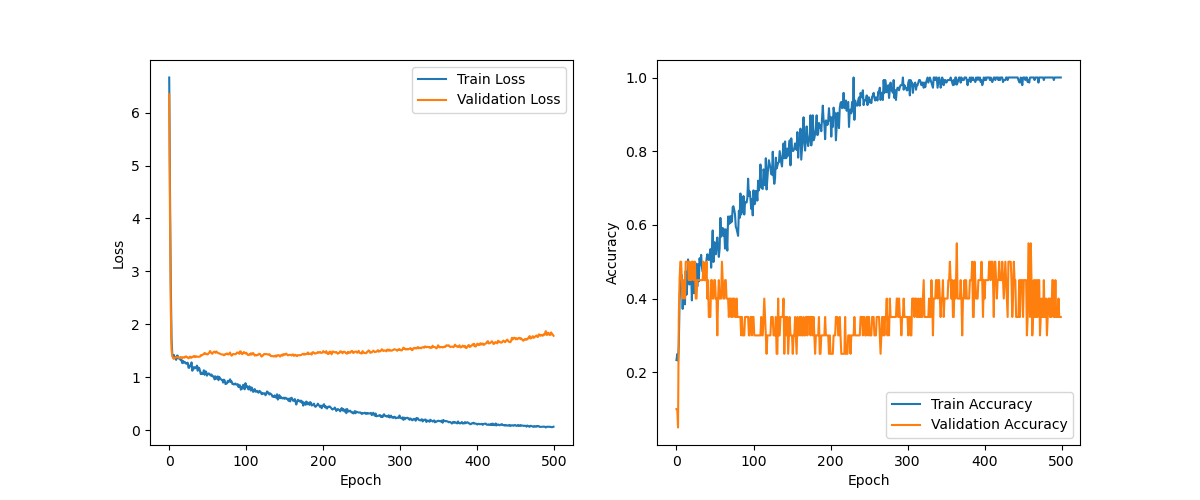 Train Loss
Validation Loss
6
5
4
3
2
1
0
Loss
0 100 200 300 400 500
Epoch
1.0
0.8
0.6
0.4
0.2
Accuracy
Train Accuracy
Validation Accuracy
0 100 200 300 400 500
Epoch